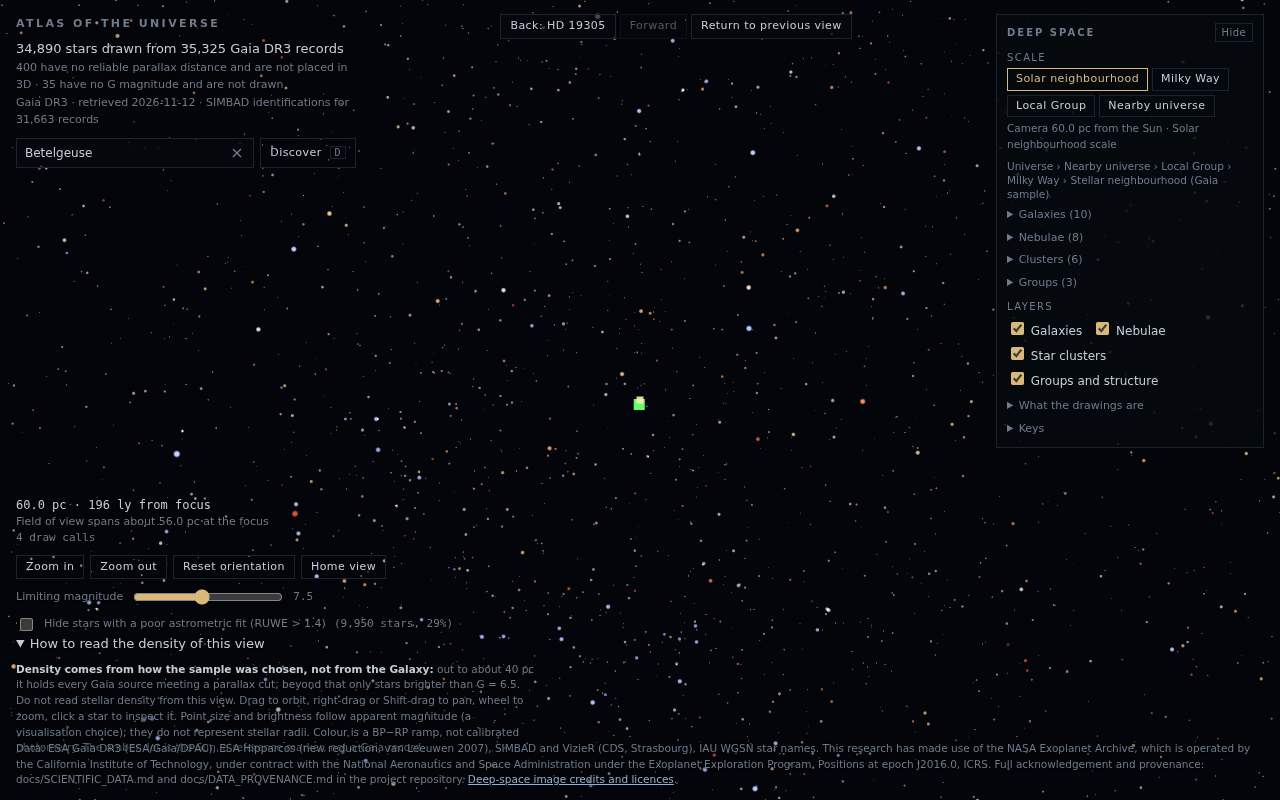 ATLAS OF THE UNIVERSE
34,890 stars drawn from 35,325 Gaia DR3 records
400 have no reliable parallax distance and are not placed in
3D · 35 have no G magnitude and are not drawn.
Gaia DR3 · retrieved 2026-11-12 · SIMBAD identifications for
31,663 records
Betelgeuse ×
Discover D
Back: HD 19305
Forward
Return to previous view
DEEP SPACE
Hide
SCALE
Solar neighbourhood
Milky Way
Local Group
Nearby universe
Camera 60.0 pc from the Sun · Solar
neighbourhood scale
Universe › Nearby universe › Local Group ›
Milky Way › Stellar neighbourhood (Gaia
sample)
Galaxies (10)
Nebulae (8)
Clusters (6)
Groups (3)
LAYERS
Galaxies
Nebulae
Star clusters
Groups and structure
What the drawings are
Keys
60.0 pc · 196 ly from focus
Field of view spans about 56.0 pc at the focus
4 draw calls
Zoom in
Zoom out
Reset orientation
Home view
Limiting magnitude 7.5
Hide stars with a poor astrometric fit (RUWE > 1.4) (9,950 stars, 29%)
How to read the density of this view
Density comes from how the sample was chosen, not from the Galaxy: out to about 40 pc
it holds every Gaia source meeting a parallax cut; beyond that only stars brighter than G = 6.5.
Do not read stellar density from this view. Drag to orbit, right-drag or Shift-drag to pan, wheel to
zoom, click a star to inspect it. Point size and brightness follow apparent magnitude (a
visualisation choice); they do not represent stellar radii. Colour is a BP−RP ramp, not calibrated
Data: ESA Gaia DR3 (ESA/Gaia/DPAC), ESA Hipparcos (new reduction, van Leeuwen 2007), SIMBAD and VizieR (CDS, Strasbourg), IAU WGSN star names. This research has made use of the NASA Exoplanet Archive, which is operated by
the California Institute of Technology, under contract with the National Aeronautics and Space Administration under the Exoplanet Exploration Program. Positions at epoch J2016.0, ICRS. Full acknowledgement and provenance:
docs/SCIENTIFIC_DATA.md and docs/DATA_PROVENANCE.md in the project repository. Deep-space image credits and licences.